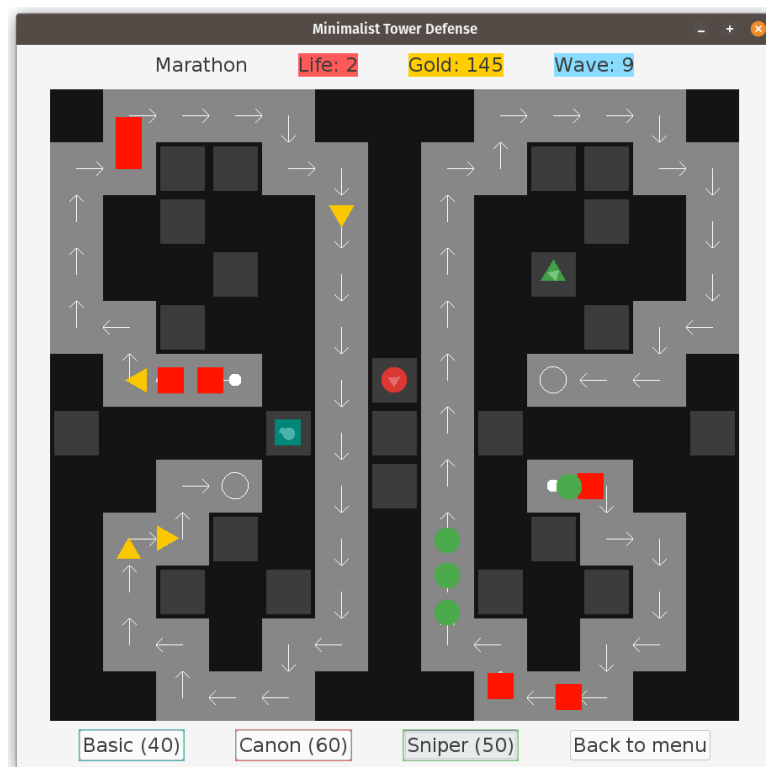 Minimalist Tower Defense
Marathon Life: 2 Gold: 145 Wave: 9
Basic (40) Canon (60) Sniper (50) Back to menu